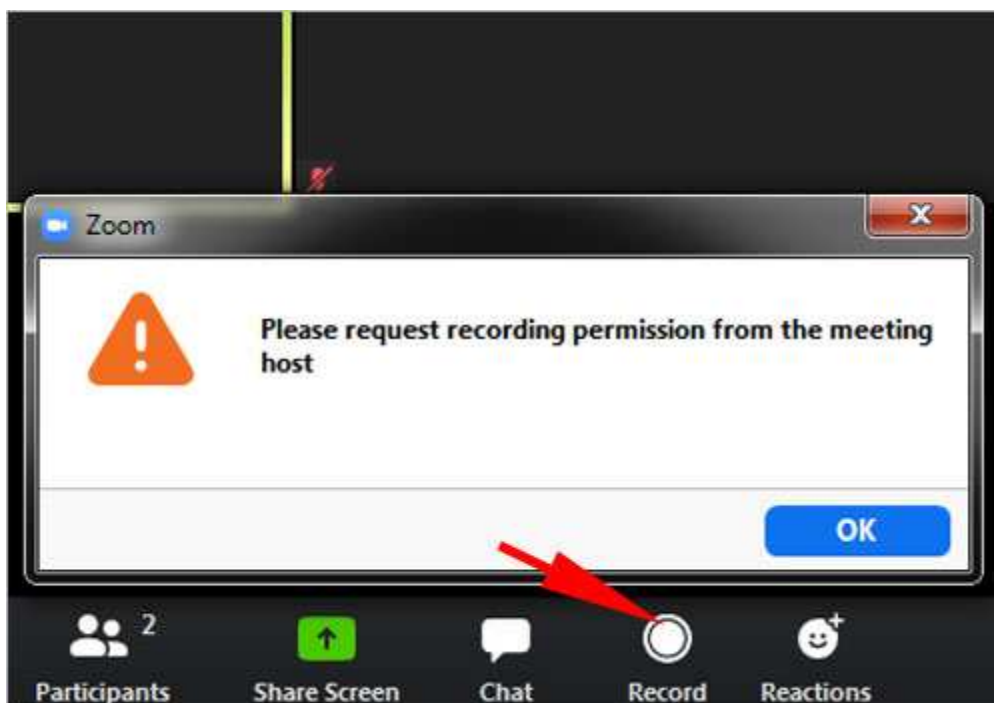 Zoom
Please request recording permission from the meeting
host
OK
2
Participants Share Screen Chat Record Reactions